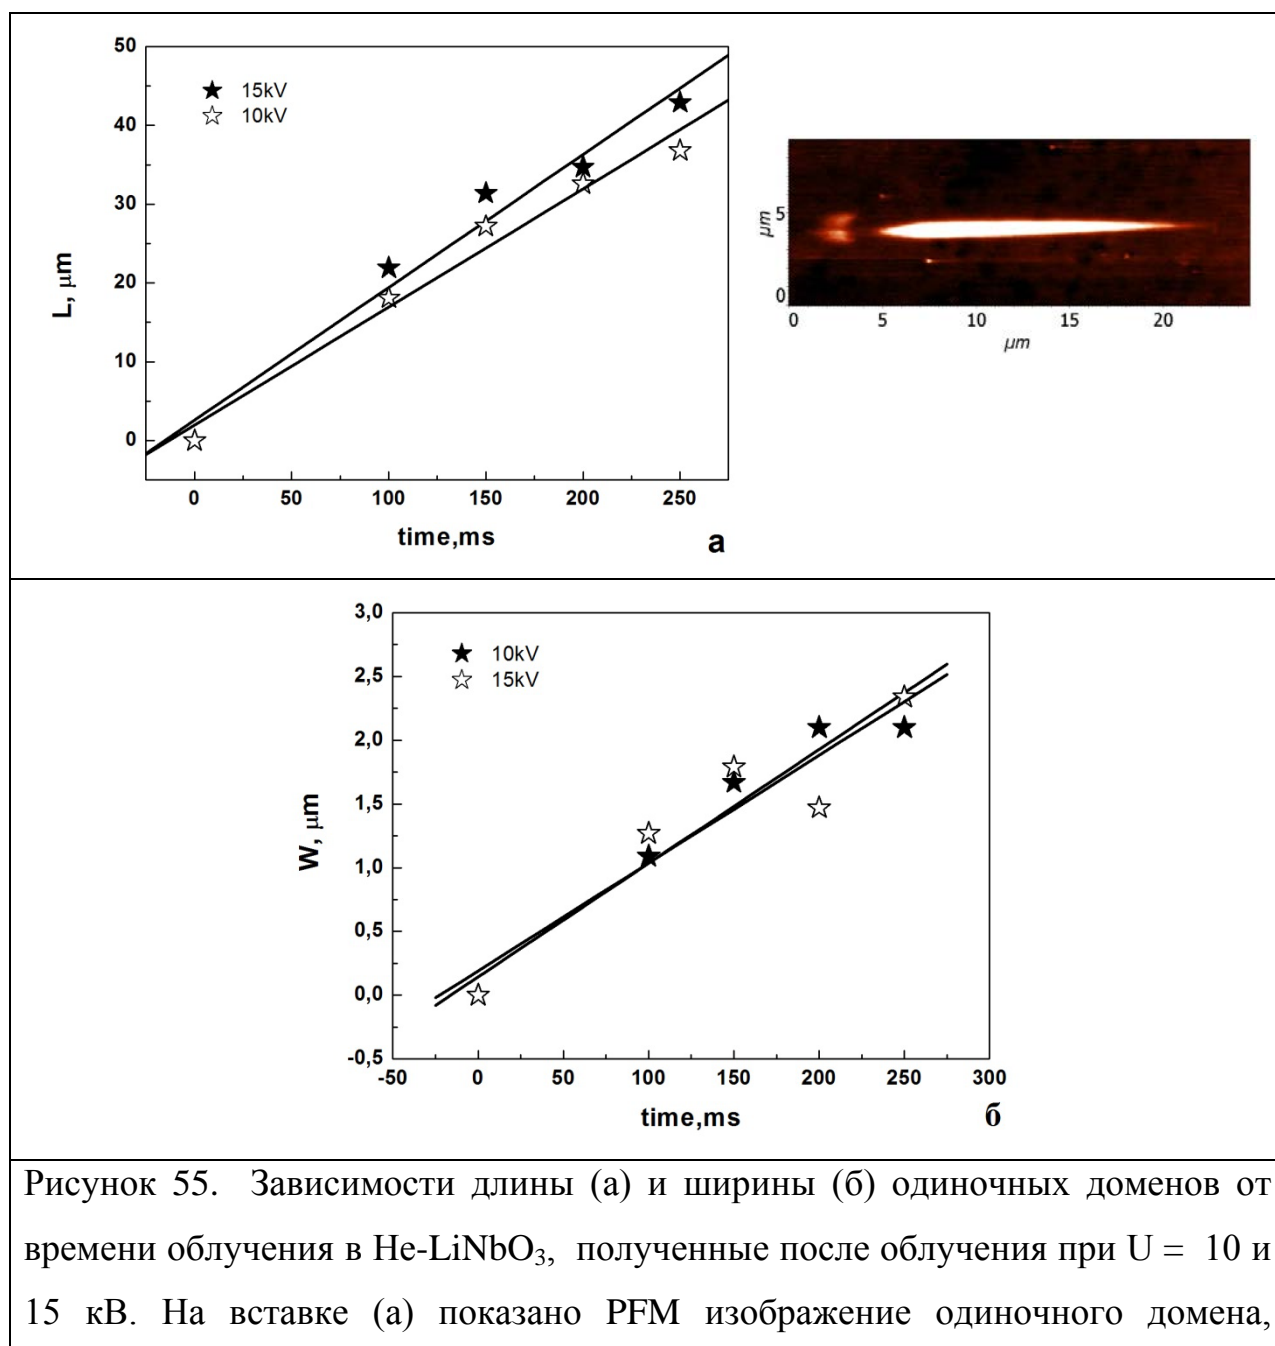 50
40
30
20
10
0
L, μm
★ 15kV
☆ 10kV
0 50 100 150 200 250
time,ms
а
5
0
μm
0 5 10 15 20
μm
3,0
2,5
2,0
1,5
1,0
0,5
0,0
-0,5
W, μm
★ 10kV
☆ 15kV
-50 0 50 100 150 200 250 300
time,ms
б
Рисунок 55. Зависимости длины (а) и ширины (б) одиночных доменов от
времени облучения в He-LiNbO₃, полученные после облучения при U = 10 и
15 кВ. На вставке (а) показано PFM изображение одиночного домена,